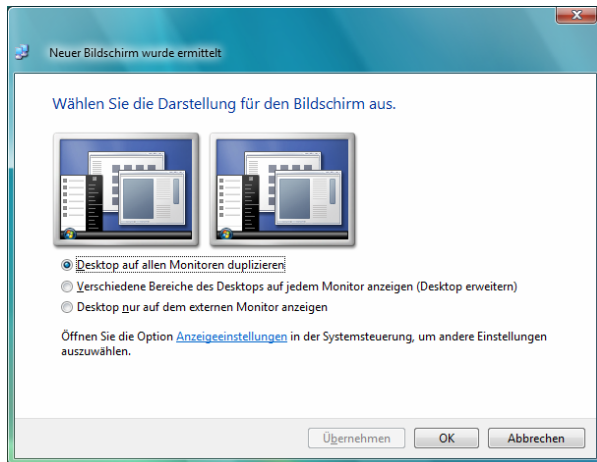 Neuer Bildschirm wurde ermittelt
Wählen Sie die Darstellung für den Bildschirm aus.
Desktop auf allen Monitoren duplizieren
Verschiedene Bereiche des Desktops auf jedem Monitor anzeigen (Desktop erweitern)
Desktop nur auf dem externen Monitor anzeigen
Öffnen Sie die Option Anzeigeeinstellungen in der Systemsteuerung, um andere Einstellungen
auszuwählen.
Übernehmen OK Abbrechen